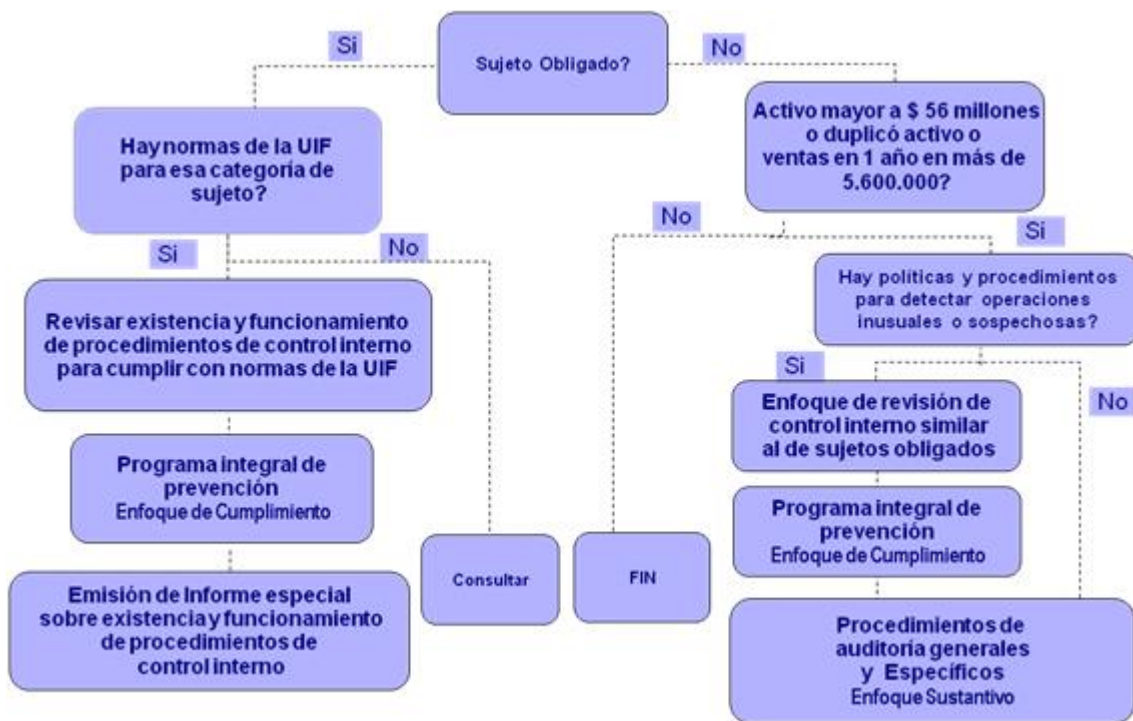 Si
Sujeto Obligado?
No
Hay normas de la UIF
para esa categoría de
sujeto?
Activo mayor a $ 56 millones
o duplicó activo o
ventas en 1 año en más de
5.600.000?
Si
No
No
Si
Revisar existencia y funcionamiento
de procedimientos de control interno
para cumplir con normas de la UIF
Hay políticas y procedimientos
para detectar operaciones
inusuales o sospechosas?
Si
No
Programa integral de
prevención
Enfoque de Cumplimiento
Enfoque de revisión de
control interno similar
al de sujetos obligados
Programa integral de
prevención
Enfoque de Cumplimiento
Consultar
FIN
Emisión de Informe especial
sobre existencia y funcionamiento
de procedimientos de
control interno
Procedimientos de
auditoría generales
y Específicos
Enfoque Sustantivo